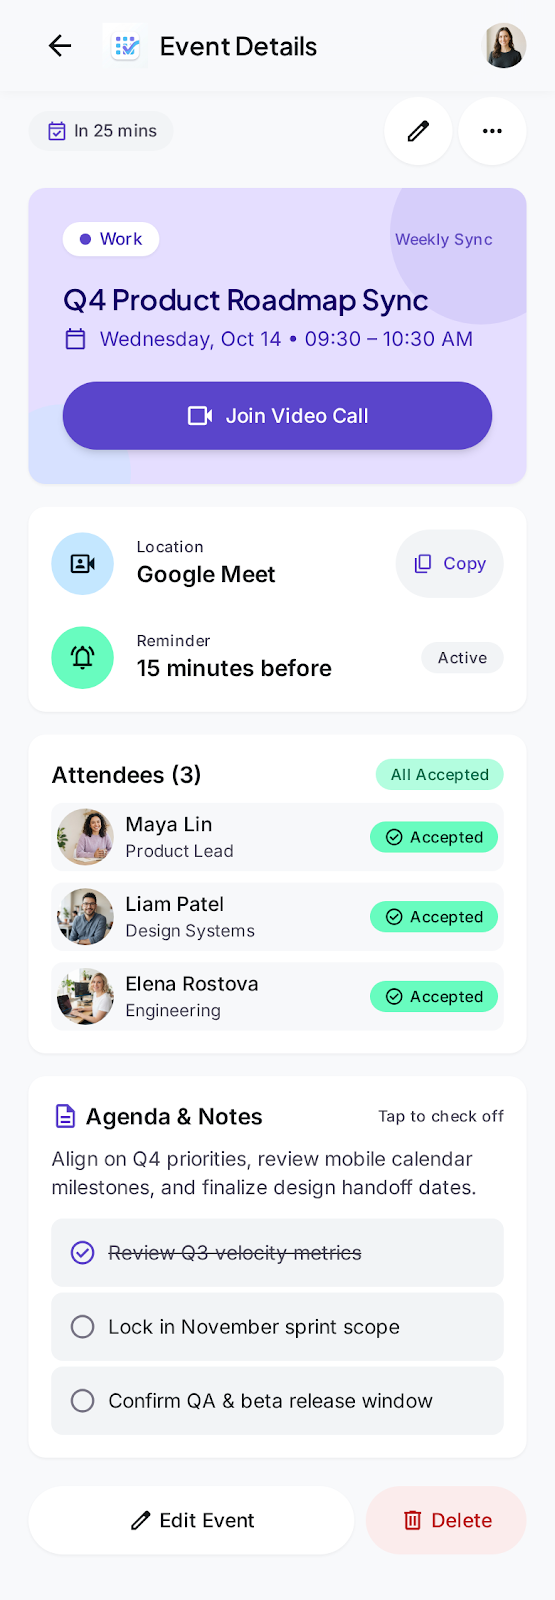 Event Details
In 25 mins
Work
Weekly Sync
Q4 Product Roadmap Sync
Wednesday, Oct 14 • 09:30 – 10:30 AM
Join Video Call
Location
Google Meet
Copy
Reminder
15 minutes before
Active
Attendees (3)
All Accepted
Maya Lin
Product Lead
Accepted
Liam Patel
Design Systems
Accepted
Elena Rostova
Engineering
Accepted
Agenda & Notes
Tap to check off
Align on Q4 priorities, review mobile calendar
milestones, and finalize design handoff dates.
Review Q3 velocity metrics
Lock in November sprint scope
Confirm QA & beta release window
Edit Event
Delete